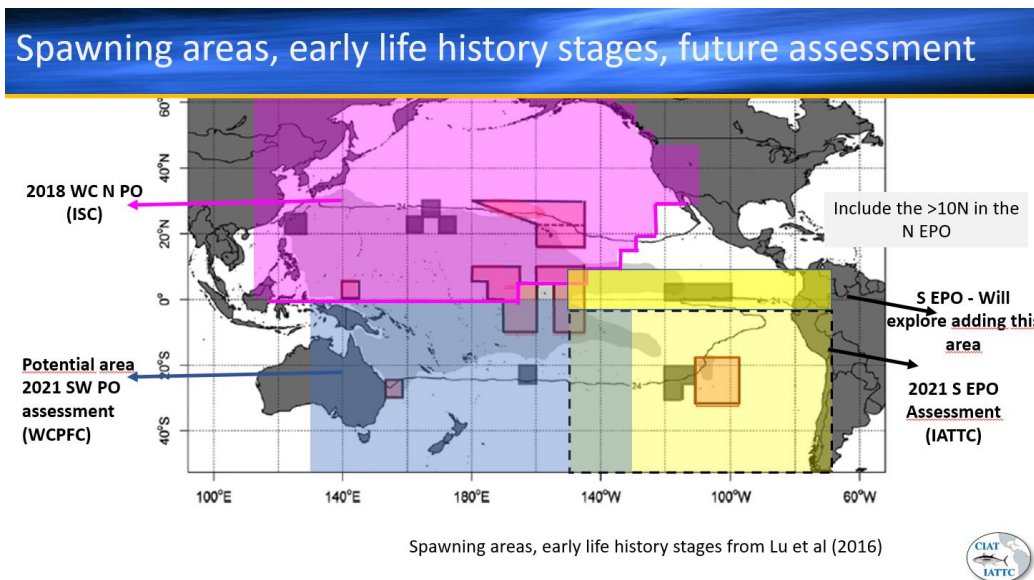 Spawning areas, early life history stages, future assessment
60°
40°N
20°N
0°
20°S
40°S
100°E
140°E
180°E
140°W
100°W
60°W
24
24
24
2018 WC N PO
(ISC)
Potential area
2021 SW PO
assessment
(WCPFC)
Include the >10N in the
N EPO
S EPO - Will
explore adding this
area
2021 S EPO
Assessment
(IATTC)
Spawning areas, early life history stages from Lu et al (2016)
CIAT
IATTC